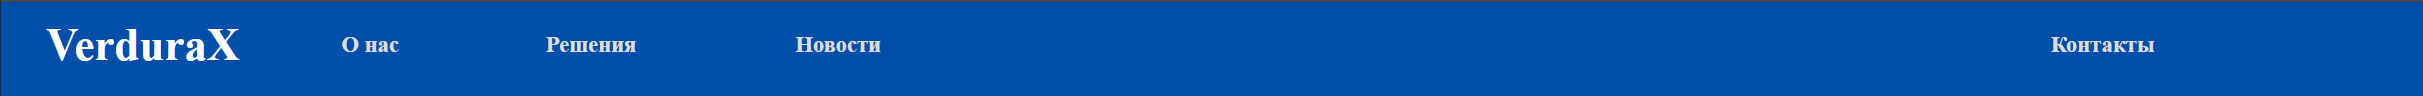 VerduraX О нас Решения Новости Контакты